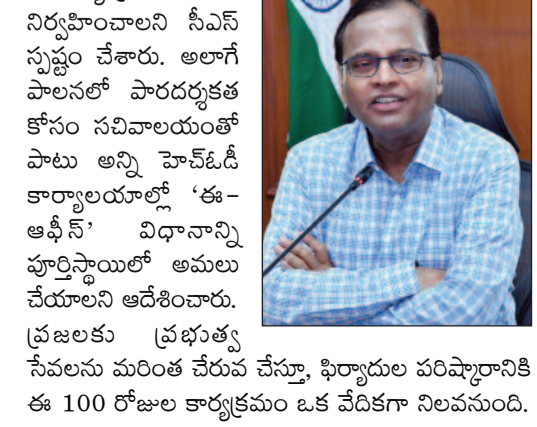 నిర్వహించాలని సీఎస్
స్పష్టం చేశారు. అలాగే
పాలనలో పారదర్శకత
కోసం సచివాలయంతో
పాటు అన్ని హెచ్ఓడీ
కార్యాలయాల్లో ‘ఈ-
ఆఫీస్’ విధానాన్ని
పూర్తిస్థాయిలో అమలు
చేయాలని ఆదేశించారు.
ప్రజలకు ప్రభుత్వ
సేవలను మరింత చేరువ చేస్తూ, ఫిర్యాదుల పరిష్కారానికి
ఈ 100 రోజుల కార్యక్రమం ఒక వేదికగా నిలవనుంది.